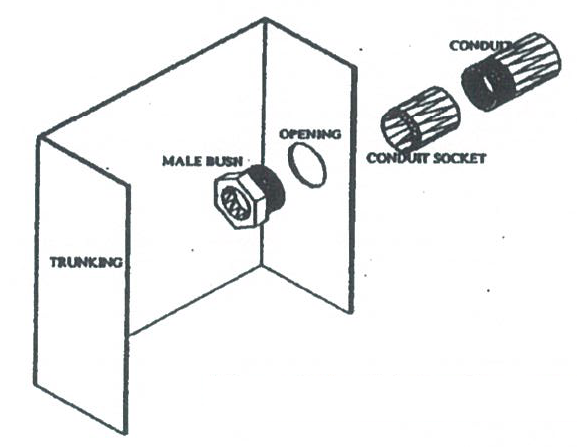 CONDUIT
OPENING
CONDUIT SOCKET
MALE BUSH
TRUNKING